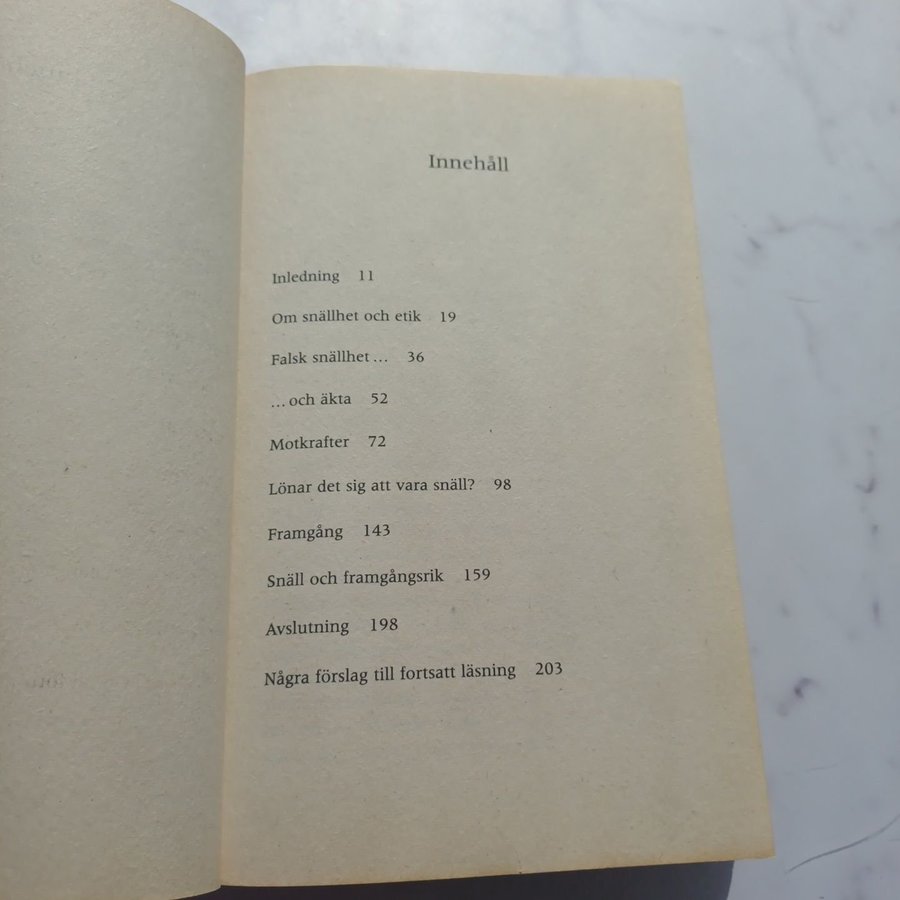 Innehåll
Inledning 11
Om snällhet och etik 19
Falsk snällhet... 36
...och äkta 52
Motkrafter 72
Lönar det sig att vara snäll? 98
Framgång 143
Snäll och framgångsrik 159
Avslutning 198
Några förslag till fortsatt läsning 203